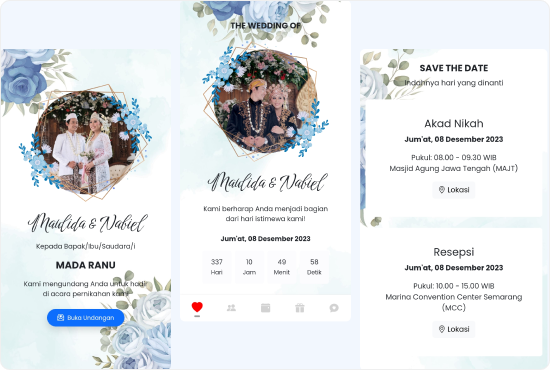 Maulida & Nabiel
Kepada Bapak/Ibu/Saudara/i
MADA RANU
Kami mengundang Anda untuk hadir
di acara pernikahan kami.
Buka Undangan
THE WEDDING OF
Maulida & Nabiel
Kami berharap Anda menjadi bagian
dari hari istimewa kami!
Jum'at, 08 Desember 2023
337 10 49 58
Hari Jam Menit Detik
SAVE THE DATE
Indahnya hari yang dinanti
Akad Nikah
Jum'at, 08 Desember 2023
Pukul: 08.00 - 09.30 WIB
Masjid Agung Jawa Tengah (MAJT)
Lokasi
Resepsi
Jum'at, 08 Desember 2023
Pukul: 10.00 - 15.00 WIB
Marina Convention Center Semarang
(MCC)
Lokasi